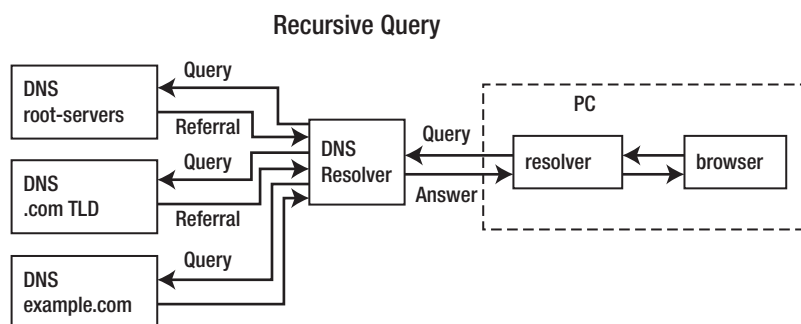 Recursive Query
DNS
root-servers
Query
Referral
DNS
.com TLD
Query
Referral
DNS
example.com
Query
DNS
Resolver
Query
Answer
PC
resolver
browser